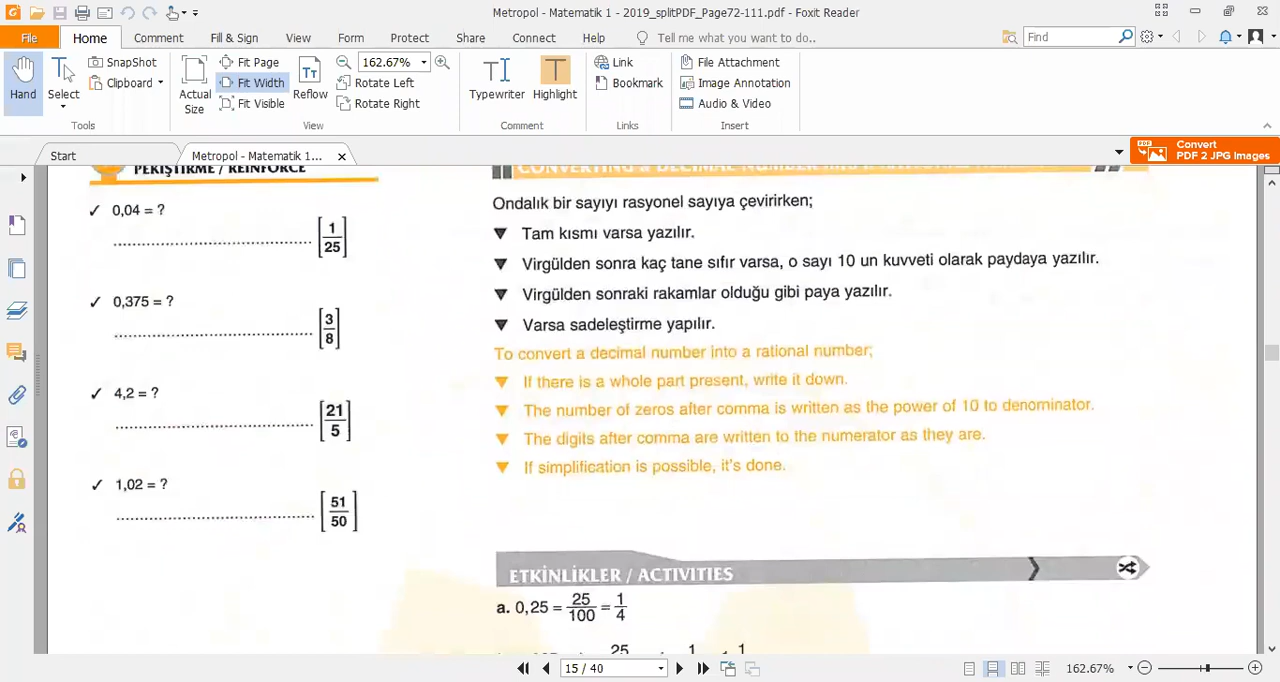 Metropol - Matematik 1 - 2019_splitPDF_Page72-111.pdf - Foxit Reader
File Home Comment Fill & Sign View Form Protect Share Connect Help Tell me what you want to do.. Find
Hand
Select
SnapShot
Clipboard
Tools
Actual Size
Fit Page
Fit Width
Fit Visible
Reflow
162.67%
Rotate Left
Rotate Right
View
Typewriter
Highlight
Comment
Link
Bookmark
Links
File Attachment
Image Annotation
Audio & Video
Insert
Start
Metropol - Matematik 1...
Convert
PDF 2 JPG Images
PEKİŞTİRME / REINFORCE
✓ 0,04 = ?
[1/25]
✓ 0,375 = ?
[3/8]
✓ 4,2 = ?
[21/5]
✓ 1,02 = ?
[51/50]
Ondalık bir sayıyı rasyonel sayıya çevirirken;
▼ Tam kısmı varsa yazılır.
▼ Virgülden sonra kaç tane sıfır varsa, o sayı 10 un kuvveti olarak paydaya yazılır.
▼ Virgülden sonraki rakamlar olduğu gibi paya yazılır.
▼ Varsa sadeleştirme yapılır.
To convert a decimal number into a rational number;
▼ If there is a whole part present, write it down.
▼ The number of zeros after comma is written as the power of 10 to denominator.
▼ The digits after comma are written to the numerator as they are.
▼ If simplification is possible, it's done.
ETKİNLİKLER / ACTIVITIES
a. 0,25 = 25/100 = 1/4
15 / 40
162.67%